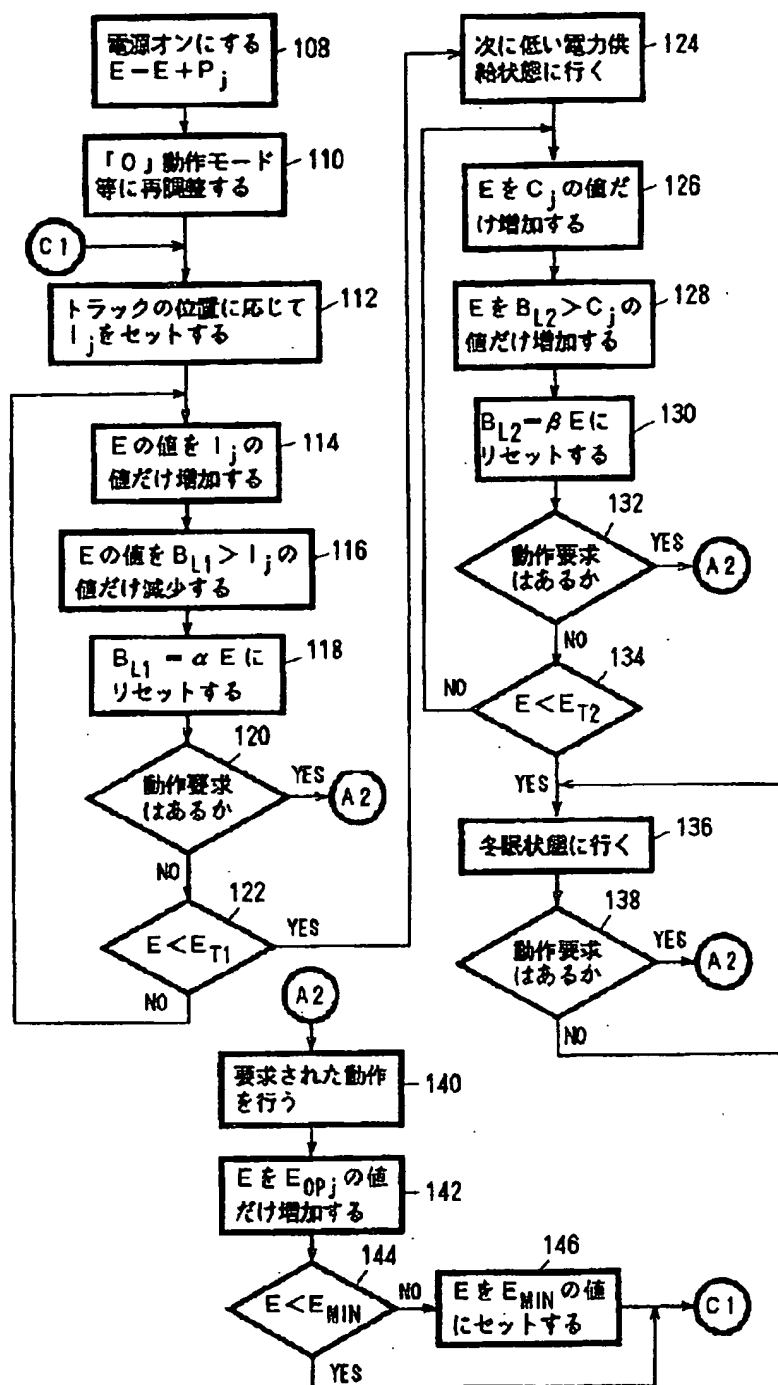 電源オンにする
E−E+Pj
108
「0」動作モード
等に再調整する
110
C1
トラックの位置に応じて
Ijをセットする
112
Eの値をIjの
値だけ増加する
114
Eの値をBL1>Ijの
値だけ減少する
116
BL1−αEに
リセットする
118
120
動作要求
はあるか
YES
A2
NO
122
E<ET1
YES
NO
次に低い電力供
給状態に行く
124
EをCjの値だ
け増加する
126
EをBL2>Cjの
値だけ増加する
128
BL2−βEに
リセットする
130
132
動作要求
はあるか
YES
A2
NO
134
NO
E<ET2
YES
冬眠状態に行く
136
138
動作要求
はあるか
YES
A2
NO
A2
要求された動作
を行う
140
EをEOPjの値
だけ増加する
142
144
E<EMIN
NO
YES
146
EをEMINの値
にセットする
C1